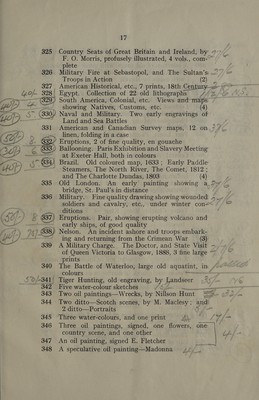 17
325 Country Seats of Great Britain and Ireland, by
F. O. Morris, profusely illustrated, 4 vols., com-
plete
326 Military Fire at Sebastopol, and The Sultan's
Troops in Action (2)
327 American Historical, etc., 7 prints, 18th Century
328 Egypt. Collection of 22 old lithographs
329 South America, Colonial, etc. Views and maps
showing Natives, Customs, etc. (4)
330 Naval and Military. Two early engravings of
Land and Sea Battles
331 American and Canadian Survey maps, 12 on
linen, folding in a case
332 Eruptions, 2 of fine quality, en gouache
333 Ballooning. Paris Exhibition and Slavery Meeting
at Exeter Hall, both in colours
334 Brazil. Old coloured map, 1633; Early Paddle
Steamers, The North River, The Comet, 1812;
and The Charlotte Dundas, 1803 (4)
335 Old London. An early painting showing a
bridge, St. Paul's in distance
336 Military. Fine quality drawing showing wounded
soldiers and cavalry, etc., under winter con-
ditions
337 Eruptions. Pair, showing erupting volcano and
early ships, of good quality
338 Nelson. An incident ashore and troops embark-
ing and returning from the Crimean War (3)
339 A Military Charge. The Doctor, and State Visit
of Queen Victoria to Glasgow, 1888, 3 fine large
prints
340 The Battle of Waterloo, large old aquatint, in
colours
341 Tiger Hunting, old engraving, by Landseer
342 Five water-colour sketches
343 Two oil paintings—Wrecks, by Nillson Hunt
344 Two ditto—Scotch scenes, by M. Maclesy; and
2 ditto—Portraits
345 Three water-colours, and one print
346 Three oil paintings, signed, one flowers, one
country scene, and one other
347 An oil painting, signed E. Fletcher
348 A speculative oil painting—Madonna